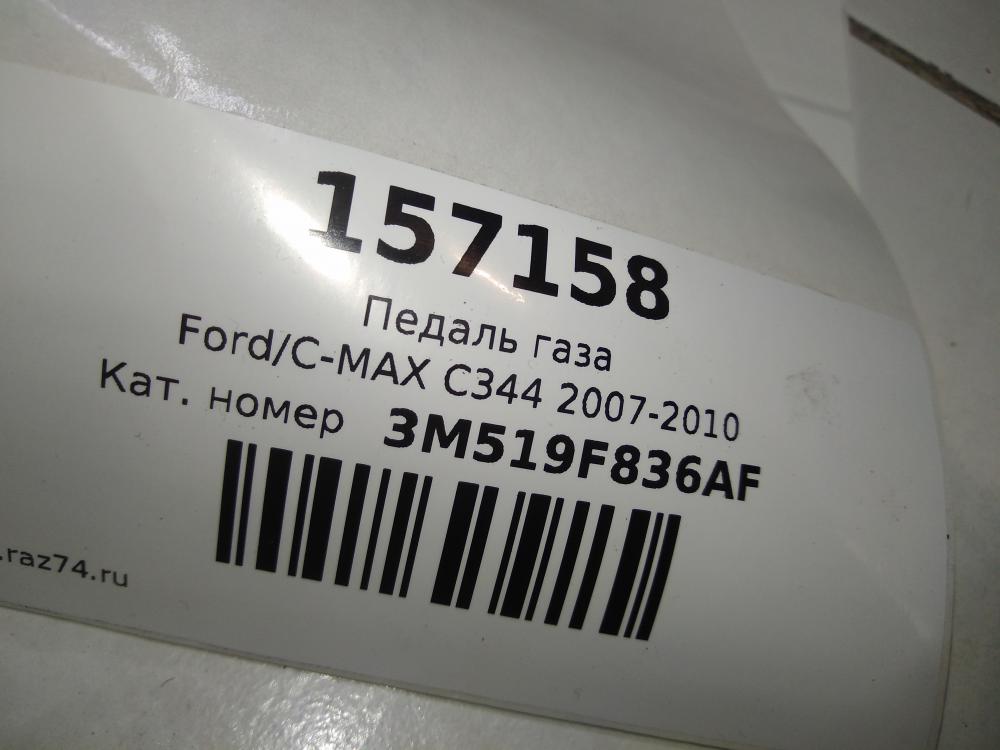 157158
Педаль газа
Ford/C-MAX C344 2007-2010
Кат. номер 3M519F836AF
.raz74.ru